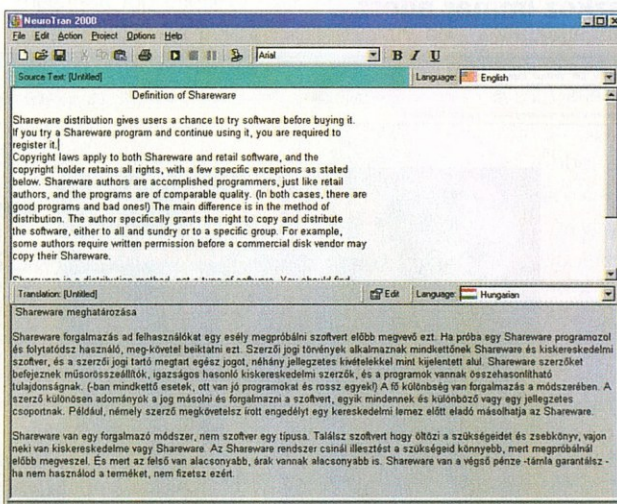 NeuroTran 2000
File Edit Action Project Options Help
Arial B I U
Source Text: [Untitled] Language: English
Definition of Shareware
Shareware distribution gives users a chance to try software before buying it.
If you try a Shareware program and continue using it, you are required to
register it.
Copyright laws apply to both Shareware and retail software, and the
copyright holder retains all rights, with a few specific exceptions as stated
below. Shareware authors are accomplished programmers, just like retail
authors, and the programs are of comparable quality. (In both cases, there are
good programs and bad ones!) The main difference is in the method of
distribution. The author specifically grants the right to copy and distribute
the software, either to all and sundry or to a specific group. For example,
some authors require written permission before a commercial disk vendor may
copy their Shareware.
Shareware is a distribution method, not a type of software. You should find
Translation: [Untitled] Edit Language: Hungarian
Shareware meghatározása
Shareware forgalmazás ad felhasználókat egy esély megpróbálni szoftvert előbb megvevő ezt. Ha próba egy Shareware programozol
és folytatódsz használó, meg-követel beiktatni ezt. Szerzői jogi törvények alkalmaznak mindkettőnek Shareware és kiskereskedelmi
szoftver, és a szerzői jogi tartó megtart egész jogot, néhány jellegzetes kivételekkel mint kijelentett alul. Shareware szerzőket
befejeznek műsorösszeállítók, igazságos hasonló kiskereskedelmi szerzők, és a programok vannak összehasonlítható
tulajdonságnak. (-ban mindkettő esetek, ott van jó programokat és rossz egyek!) A fő különbség van forgalmazás a módszerében. A
szerző különösen adományok a jog másolni és forgalmazni a szoftvert, egyik mindennek és különböző vagy egy jellegzetes
csoportnak. Például, némely szerző megkövetelsz írott engedélyt egy kereskedelmi lemez előtt eladó másolhatja az Shareware.
Shareware van egy forgalmazó módszer, nem szoftver egy típusa. Találsz szoftvert hogy öltözi a szükségeidet és zsebkönyv, vajon
neki van kiskereskedelme vagy Shareware. Az Shareware rendszer csinál illesztést a szükségeid könnyebb, mert megpróbálnál
előbb megveszel. És mert az felső van alacsonyabb, árak vannak alacsonyabb is. Shareware van a végső pénze -támla garantálsz -
ha nem használod a terméket, nem fizetsz ezért.